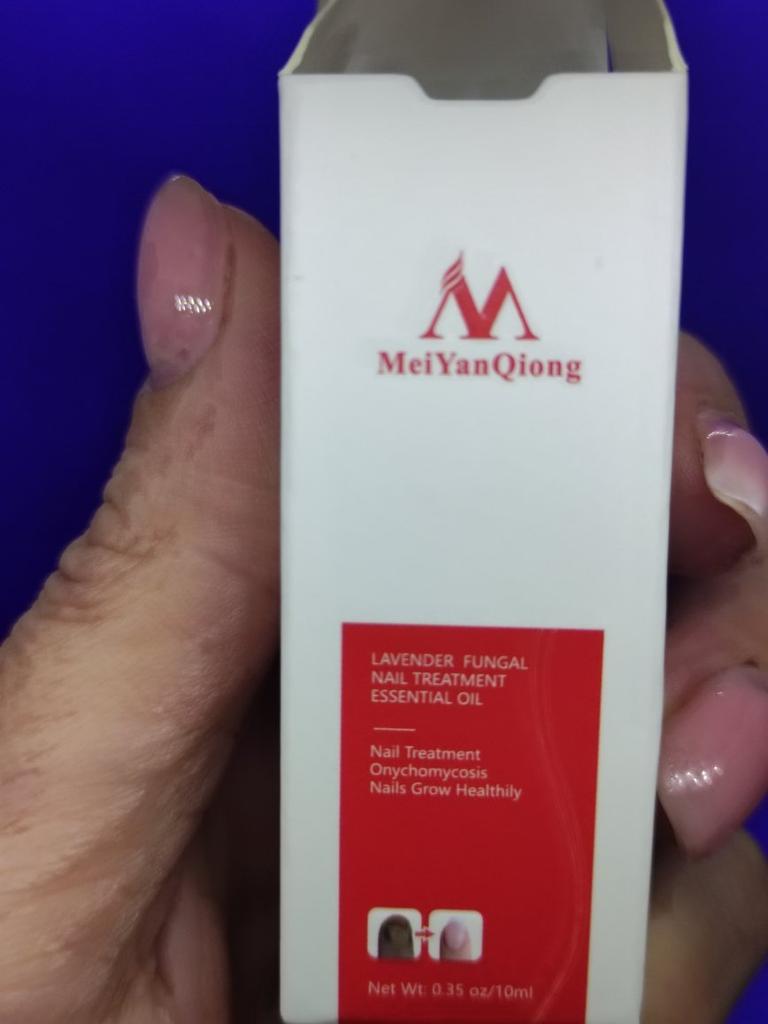 MeiYanQiong
LAVENDER FUNGAL
NAIL TREATMENT
ESSENTIAL OIL
Nail Treatment
Onychomycosis
Nails Grow Healthily
Net Wt: 0.35 oz/10ml